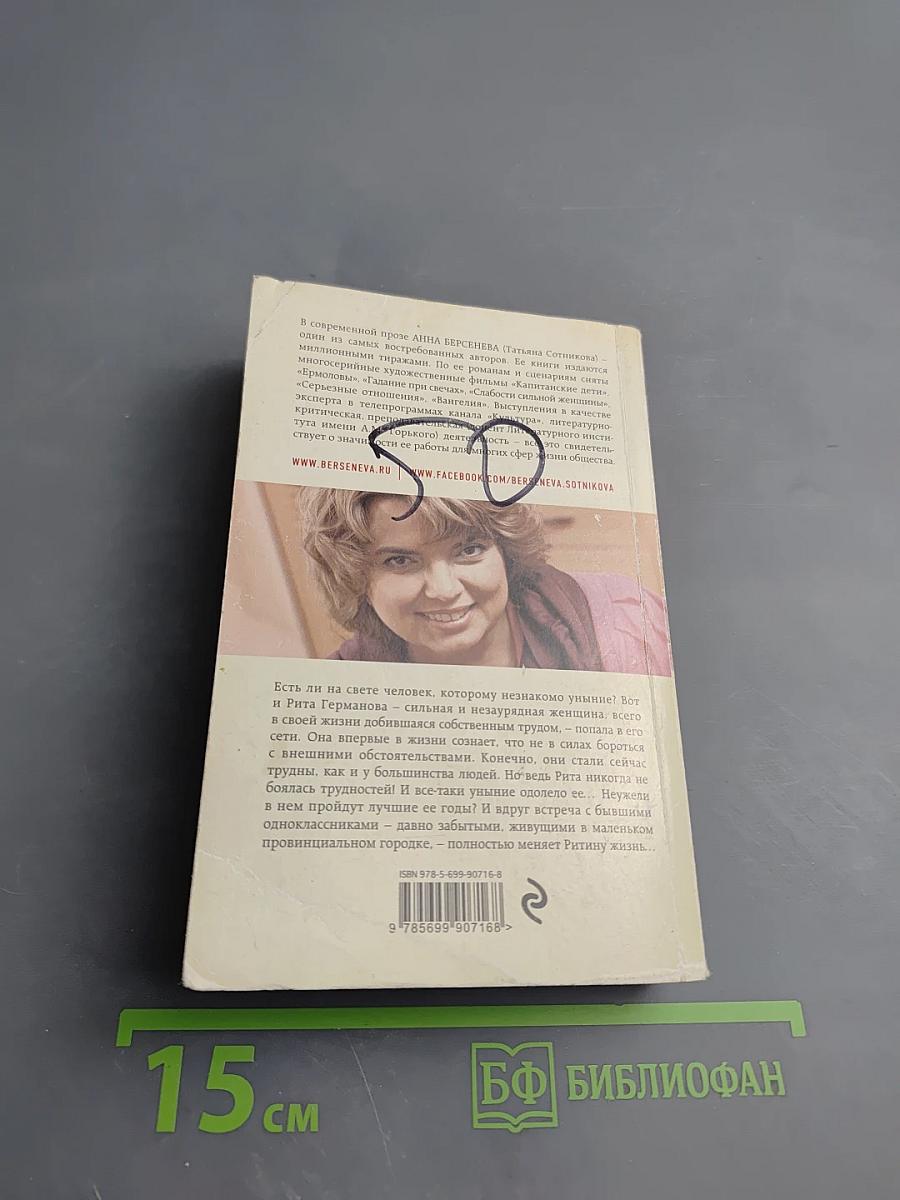 В современной прозе АННА БЕРСЕНЕВА (Татьяна Сотникова) –
один из самых востребованных авторов. Ее книги издаются
миллионными тиражами. По ее романам и сценариям сняты
многосерийные художественные фильмы «Капитанские дети»,
«Ермоловы», «Гадание при свечах», «Слабости сильной женщины»,
«Серьезные отношения», «Вангелия». Выступления в качестве
эксперта в телепрограммах канала «Культура», литературно-
критическая, преподавательская (доцент Литературного инсти-
тута имени А.М. Горького) деятельность – все это свидетель-
ствует о значимости ее работы для многих сфер жизни общества.
WWW.BERSENEVA.RU | WWW.FACEBOOK.COM/BERSENEVA.SOTNIKOVA
50
Есть ли на свете человек, которому незнакомо уныние? Вот
и Рита Германова – сильная и незаурядная женщина, всего
в своей жизни добившаяся собственным трудом, – попала в его
сети. Она впервые в жизни сознает, что не в силах бороться
с внешними обстоятельствами. Конечно, они стали сейчас
трудны, как и у большинства людей. Но ведь Рита никогда не
боялась трудностей! И все-таки уныние одолело ее... Неужели
в нем пройдут лучшие ее годы? И вдруг встреча с бывшими
одноклассниками – давно забытыми, живущими в маленьком
провинциальном городке, – полностью меняет Ритину жизнь...
ISBN 978-5-699-90716-8
9 785699 907168 >
15 см
БФ БИБЛИОФАН